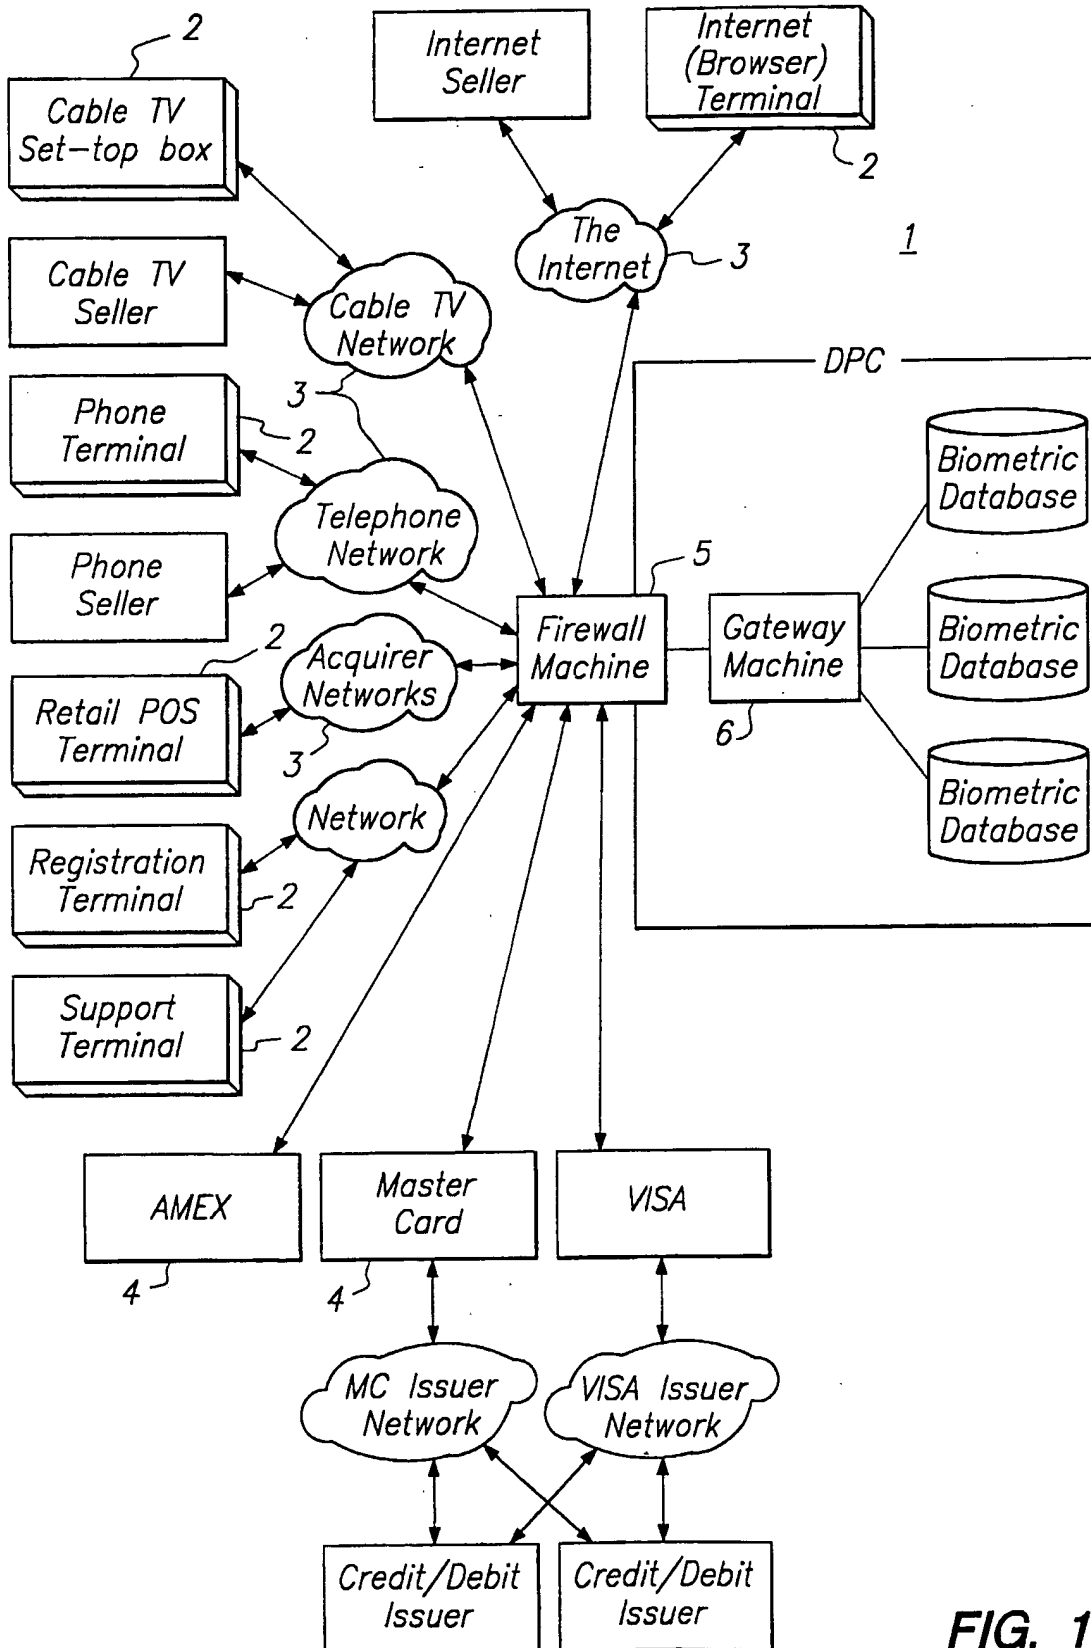 2
Cable TV
Set-top box
Internet
Seller
Internet
(Browser)
Terminal
2
The
Internet
3
1
Cable TV
Seller
Cable TV
Network
3
Phone
Terminal
2
Telephone
Network
Phone
Seller
DPC
Biometric
Database
Biometric
Database
Biometric
Database
5
Firewall
Machine
Gateway
Machine
6
2
Acquirer
Networks
3
Retail POS
Terminal
Network
Registration
Terminal
2
Support
Terminal
2
AMEX
4
Master
Card
4
VISA
MC Issuer
Network
VISA Issuer
Network
Credit/Debit
Issuer
Credit/Debit
Issuer
FIG. 1